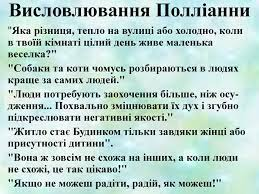 Висловлювання Полліанни
"Яка різниця, тепло на вулиці або холодно, коли
в твоїй кімнаті цілий день живе маленька
веселка?"
"Собаки та коти чомусь розбираються в людях
краще за самих людей."
"Люди потребують заохочення більше, ніж осу-
дження... Похвально зміцнювати їх дух і згубно
підкреслювати негативні якості."
"Житло стає Будинком тільки завдяки жінці або
присутності дитини".
"Вона ж зовсім не схожа на інших, а коли люди
не схожі, це так цікаво!"
"Якщо не можеш радіти, радій, як можеш!"